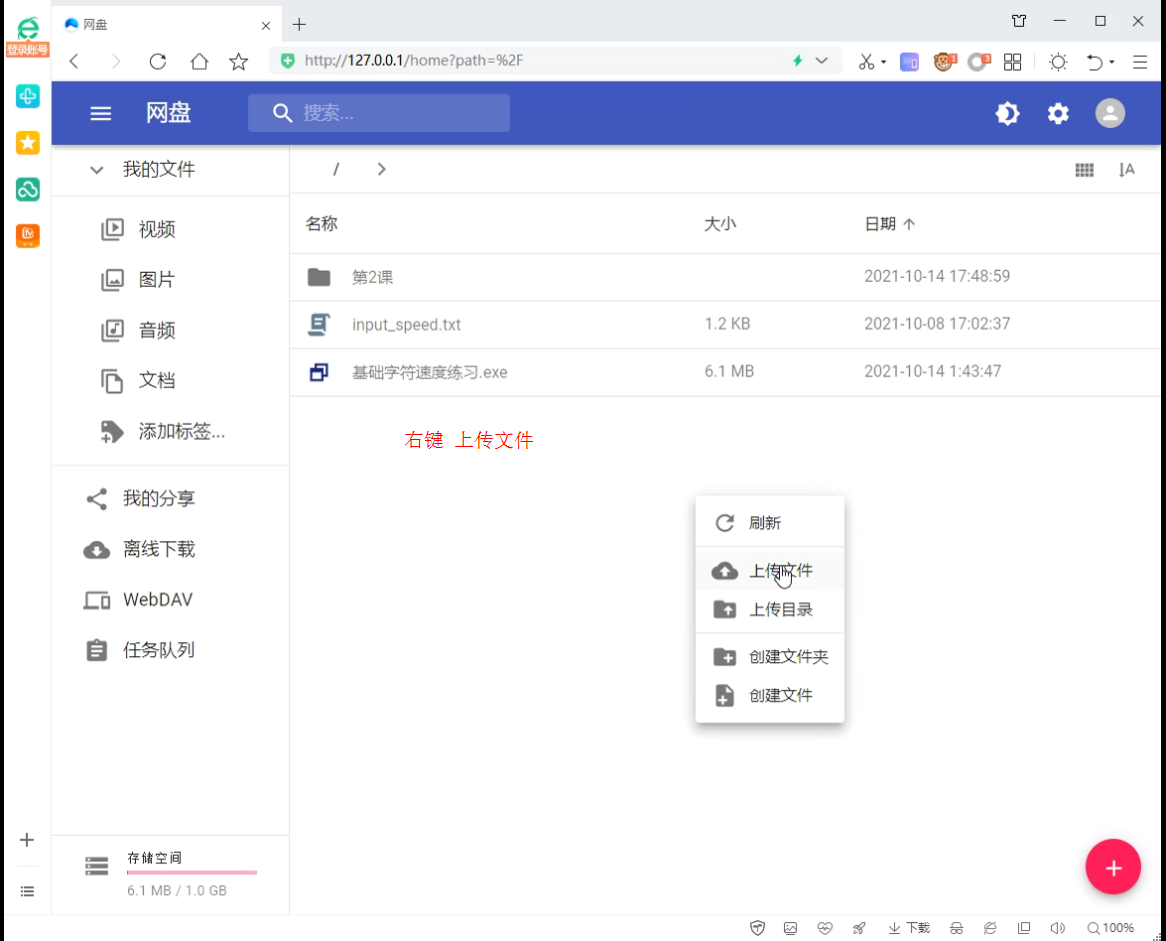 网盘
登录账号
http://127.0.0.1/home?path=%2F
网盘
搜索...
我的文件
/
名称 大小 日期
视频
第2课 2021-10-14 17:48:59
图片
input_speed.txt 1.2 KB 2021-10-08 17:02:37
音频
基础字符速度练习.exe 6.1 MB 2021-10-14 1:43:47
文档
添加标签...
右键 上传文件
我的分享
刷新
离线下载
上传文件
WebDAV
上传目录
任务队列
创建文件夹
创建文件
存储空间
6.1 MB / 1.0 GB
下载
100%